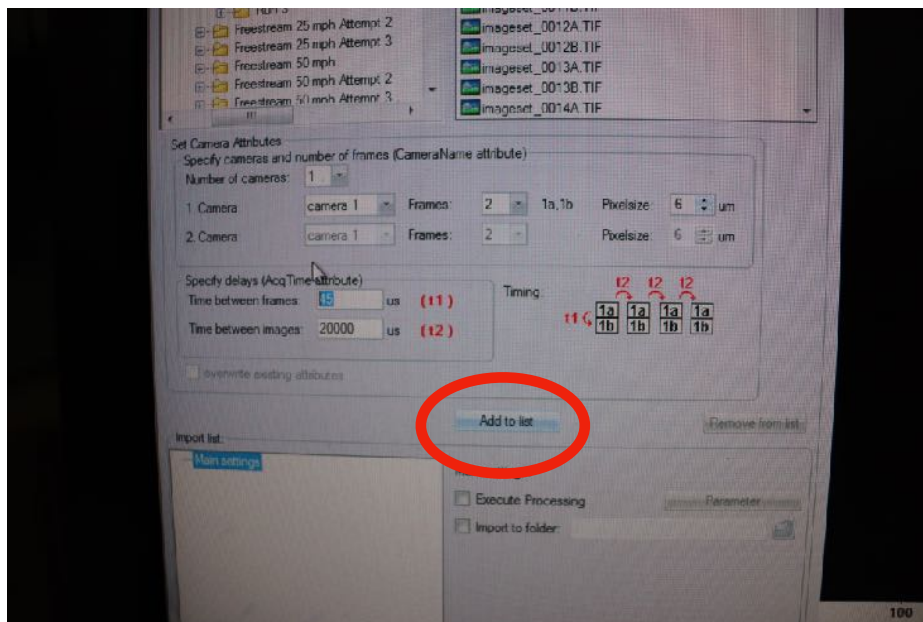 Freestream 25 mph Attempt 2
Freestream 25 mph Attempt 3
Freestream 50 mph
Freestream 50 mph Attempt 2
Freestream 50 mph Attempt 3
imageset_0012A.TIF
imageset_0012B.TIF
imageset_0013A.TIF
imageset_0013B.TIF
imageset_0014A.TIF
Set Camera Attributes
Specify cameras and number of frames (CameraName attribute)
Number of cameras: 1
1. Camera: camera 1 Frames: 2 1a,1b Pixelsize: 6 um
2. Camera: camera 1 Frames: 2 Pixelsize: 6 um
Specify delays (AcqTime attribute)
Time between frames: 45 us (t1)
Time between images: 20000 us (t2)
Timing:
t2 t2 t2
t1 1a 1a 1a 1a
1b 1b 1b 1b
overwrite existing attributes
Add to list
Remove from list
Import list:
Main settings
Execute Processing Parameter
Import to folder:
100